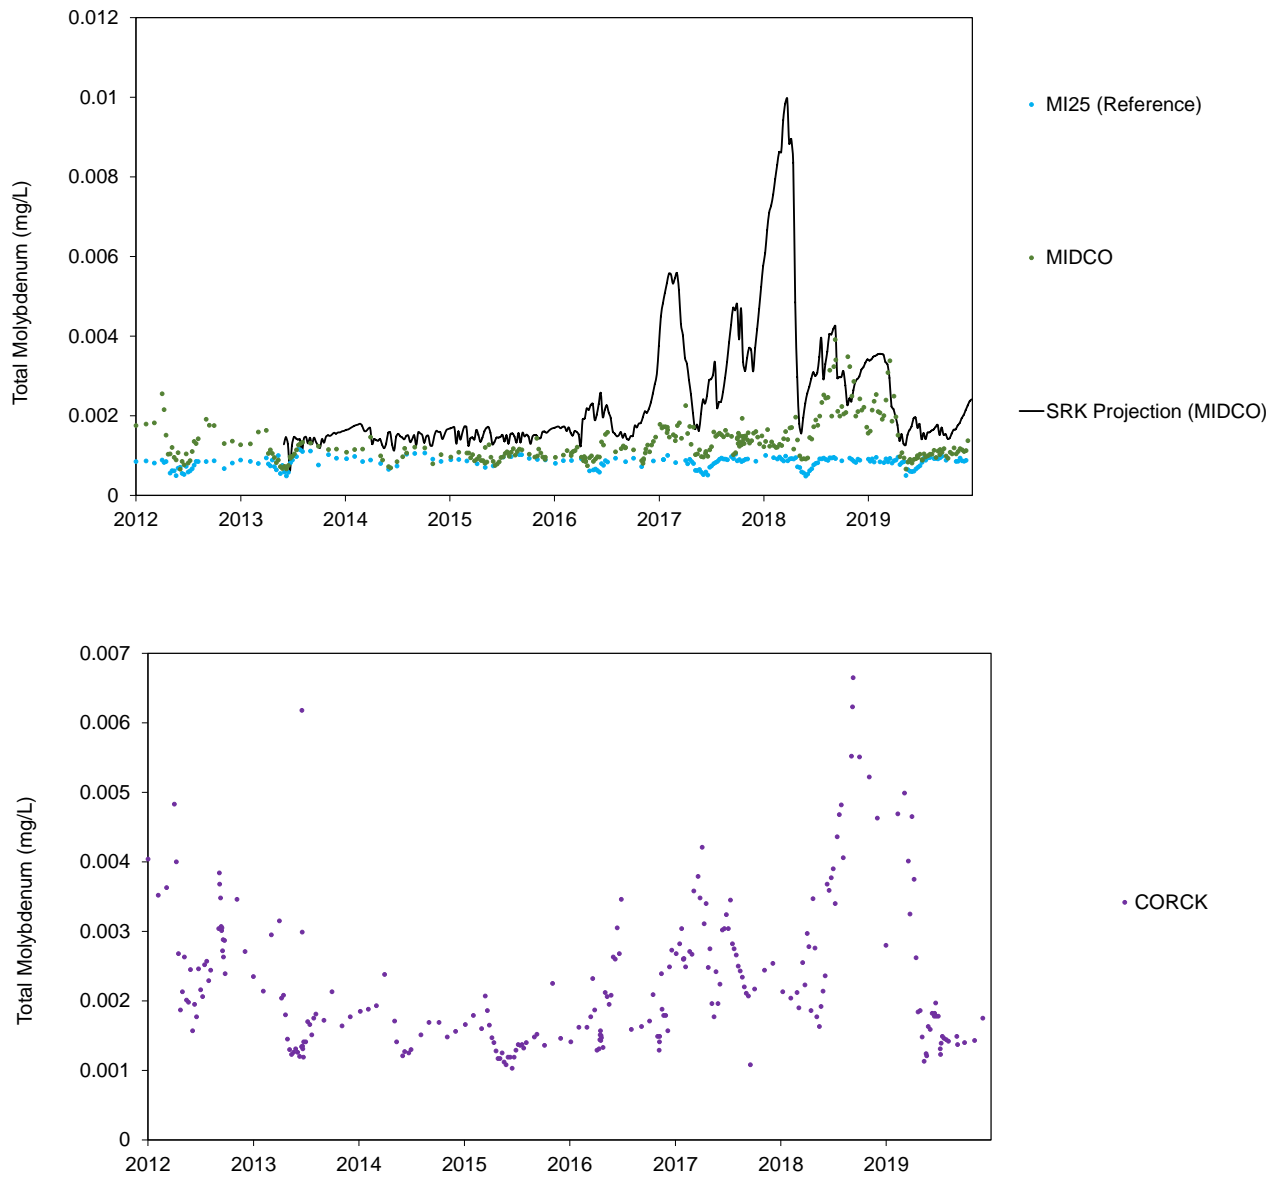 0.012
0.01
0.008
0.006
0.004
0.002
0
Total Molybdenum (mg/L)
2012 2013 2014 2015 2016 2017 2018 2019
MI25 (Reference)
MIDCO
SRK Projection (MIDCO)
0.007
0.006
0.005
0.004
0.003
0.002
0.001
0
Total Molybdenum (mg/L)
2012 2013 2014 2015 2016 2017 2018 2019
CORCK